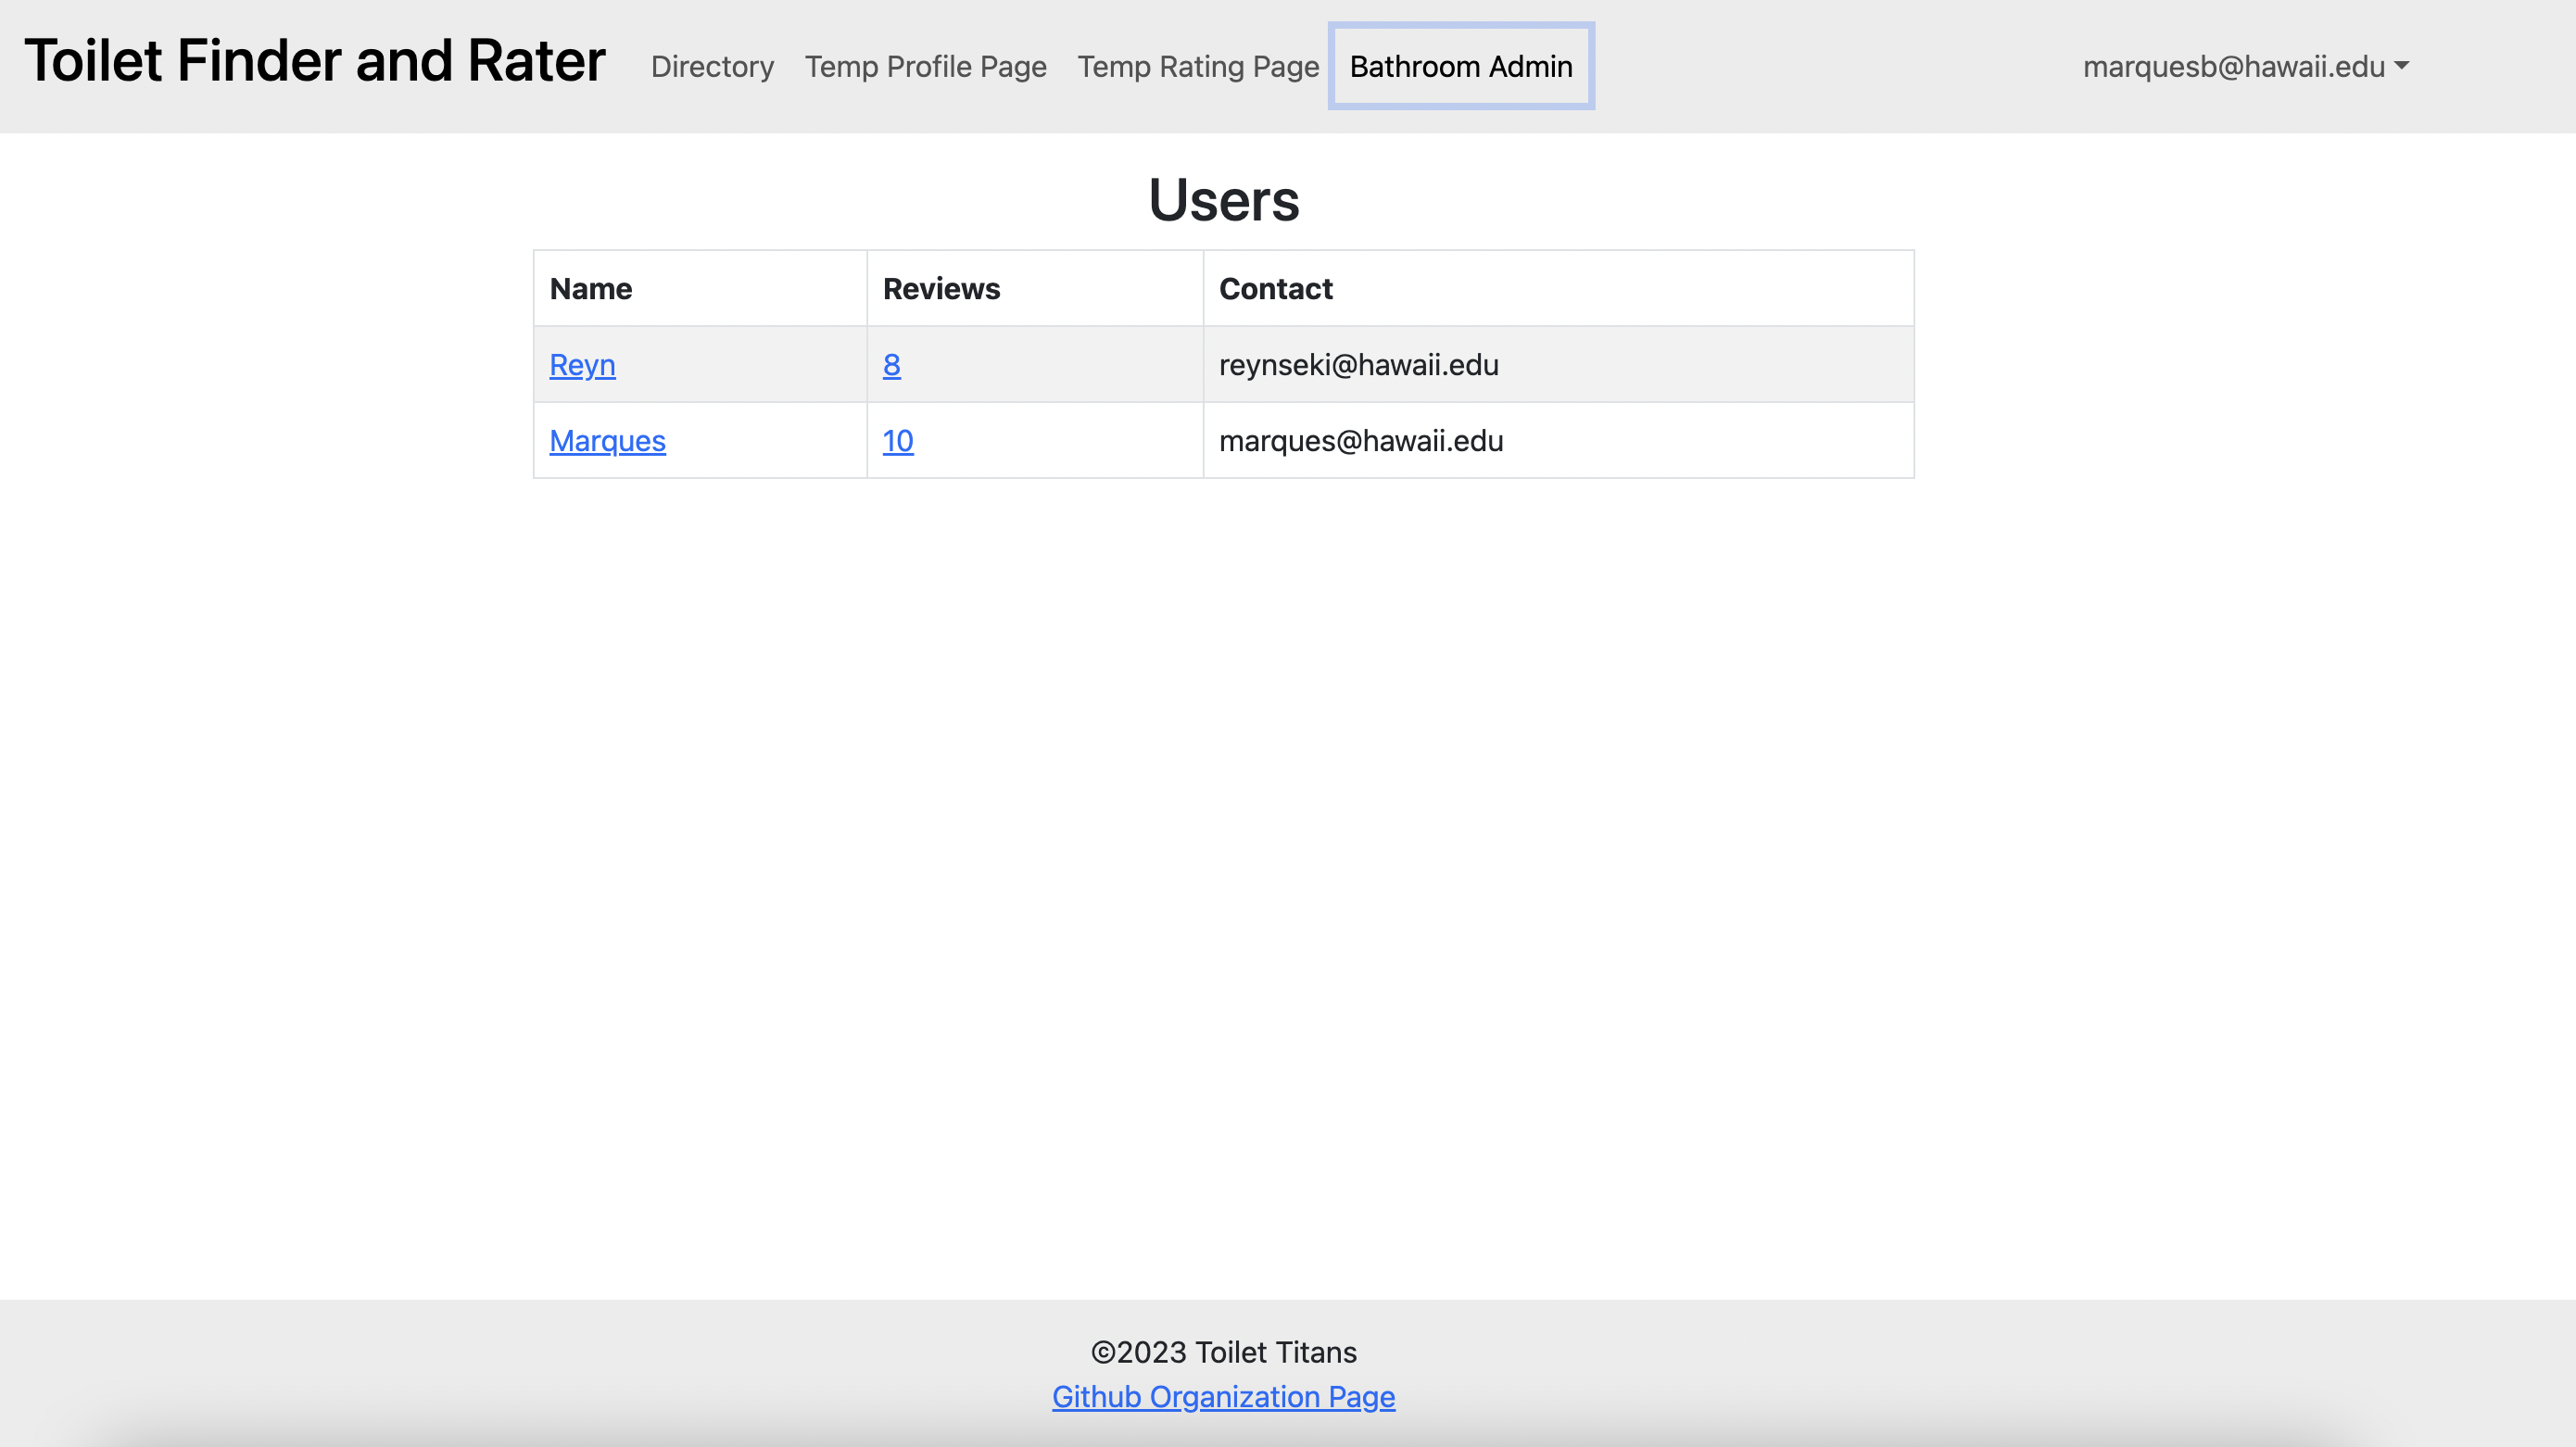 Toilet Finder and Rater Directory Temp Profile Page Temp Rating Page Bathroom Admin marquesb@hawaii.edu
Users
Name Reviews Contact
Reyn 8 reynseki@hawaii.edu
Marques 10 marques@hawaii.edu
©2023 Toilet Titans
Github Organization Page